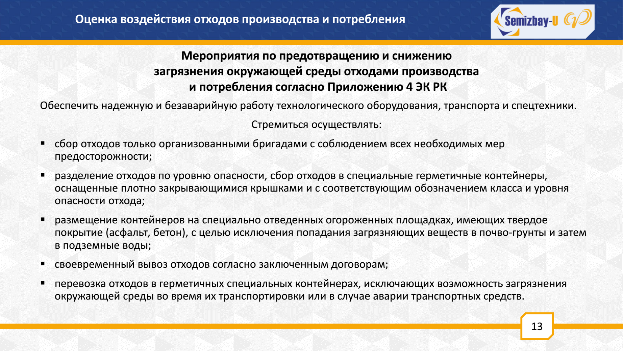 Оценка воздействия отходов производства и потребления
Semizbay-U
Мероприятия по предотвращению и снижению
загрязнения окружающей среды отходами производства
и потребления согласно Приложению 4 ЭК РК
Обеспечить надежную и безаварийную работу технологического оборудования, транспорта и спецтехники.
Стремиться осуществлять:
▪ сбор отходов только организованными бригадами с соблюдением всех необходимых мер
предосторожности;
▪ разделение отходов по уровню опасности, сбор отходов в специальные герметичные контейнеры,
оснащенные плотно закрывающимися крышками и с соответствующим обозначением класса и уровня
опасности отхода;
▪ размещение контейнеров на специально отведенных огороженных площадках, имеющих твердое
покрытие (асфальт, бетон), с целью исключения попадания загрязняющих веществ в почво-грунты и затем
в подземные воды;
▪ своевременный вывоз отходов согласно заключенным договорам;
▪ перевозка отходов в герметичных специальных контейнерах, исключающих возможность загрязнения
окружающей среды во время их транспортировки или в случае аварии транспортных средств.
13